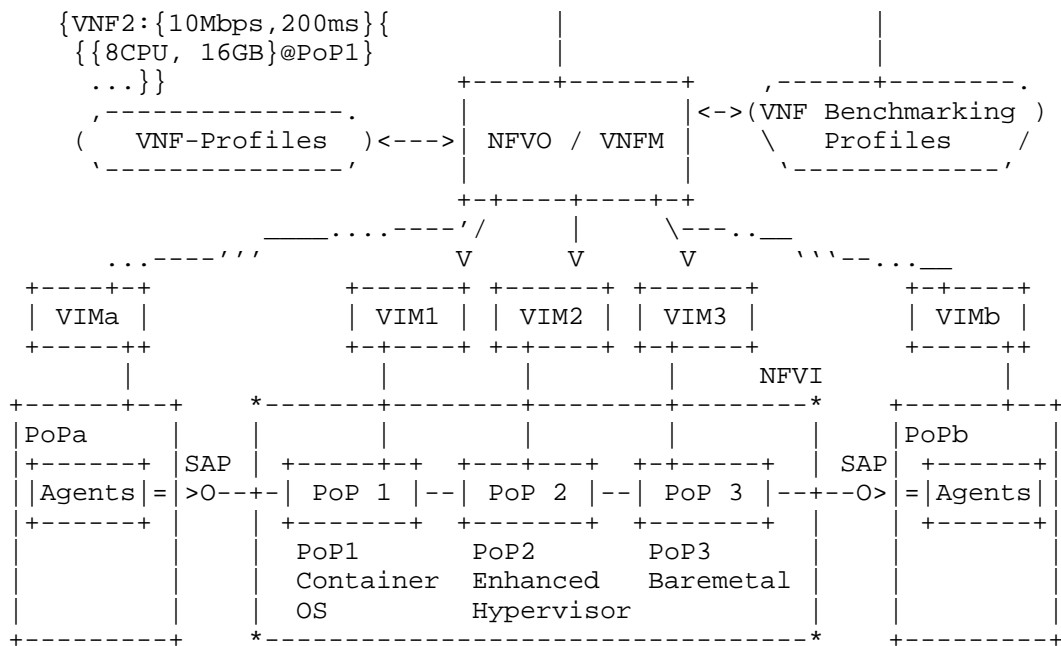 {VNF2:{10Mbps,200ms}{
{{8CPU, 16GB}@PoP1}
...}}
<->(VNF Benchmarking )
( VNF-Profiles )<--->| NFVO / VNFM | \ Profiles /
V V V
| VIMa | | VIM1 | | VIM2 | | VIM3 | | VIMb |
NFVI
|PoPa |PoPb
SAP SAP
|Agents|=|>O--+-| PoP 1 |--| PoP 2 |--| PoP 3 |--+--O>|=|Agents|
PoP1 PoP2 PoP3
Container Enhanced Baremetal
OS Hypervisor